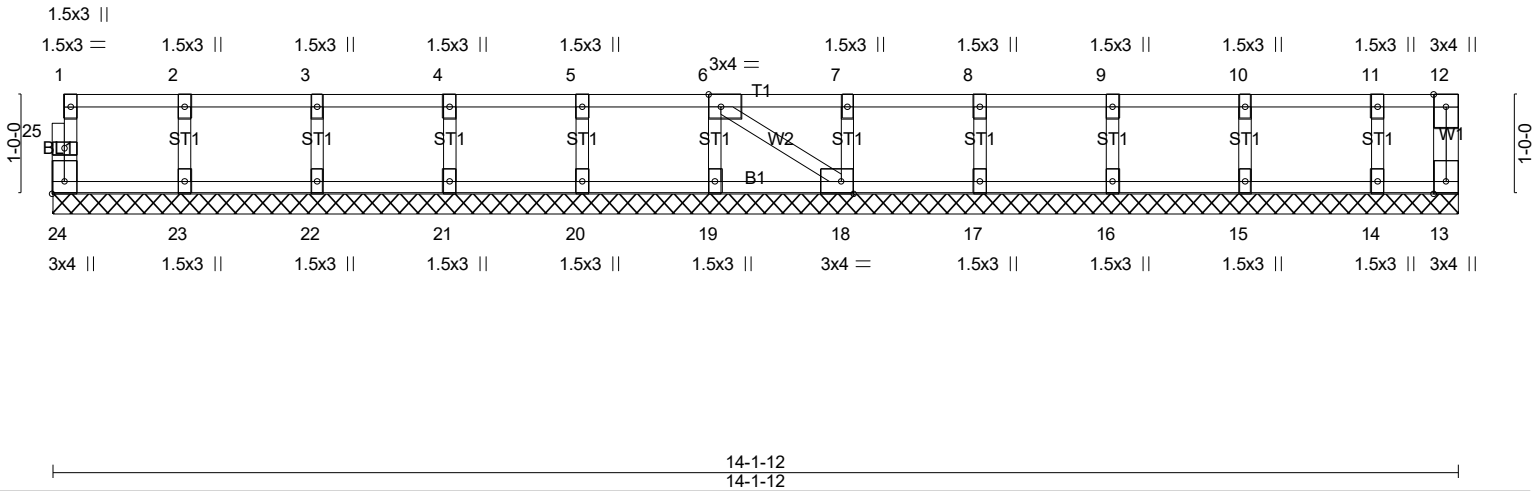 1.5x3 ||
1.5x3 = 1.5x3 || 1.5x3 || 1.5x3 || 1.5x3 || 1.5x3 || 1.5x3 || 1.5x3 || 1.5x3 || 1.5x3 || 3x4 ||
3x4 =
1 2 3 4 5 6 7 8 9 10 11 12
T1
25 ST1 ST1 ST1 ST1 ST1 W2 ST1 ST1 ST1 ST1 ST1 W1
1-0-0 1-0-0
BL1
B1
24 23 22 21 20 19 18 17 16 15 14 13
3x4 || 1.5x3 || 1.5x3 || 1.5x3 || 1.5x3 || 1.5x3 || 3x4 = 1.5x3 || 1.5x3 || 1.5x3 || 1.5x3 || 3x4 ||
14-1-12
14-1-12